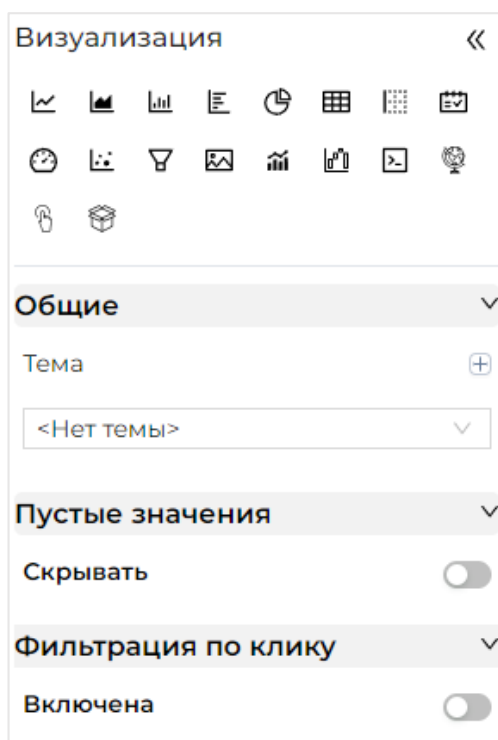 Визуализация
Общие
Тема
<Нет темы>
Пустые значения
Скрывать
Фильтрация по клику
Включена